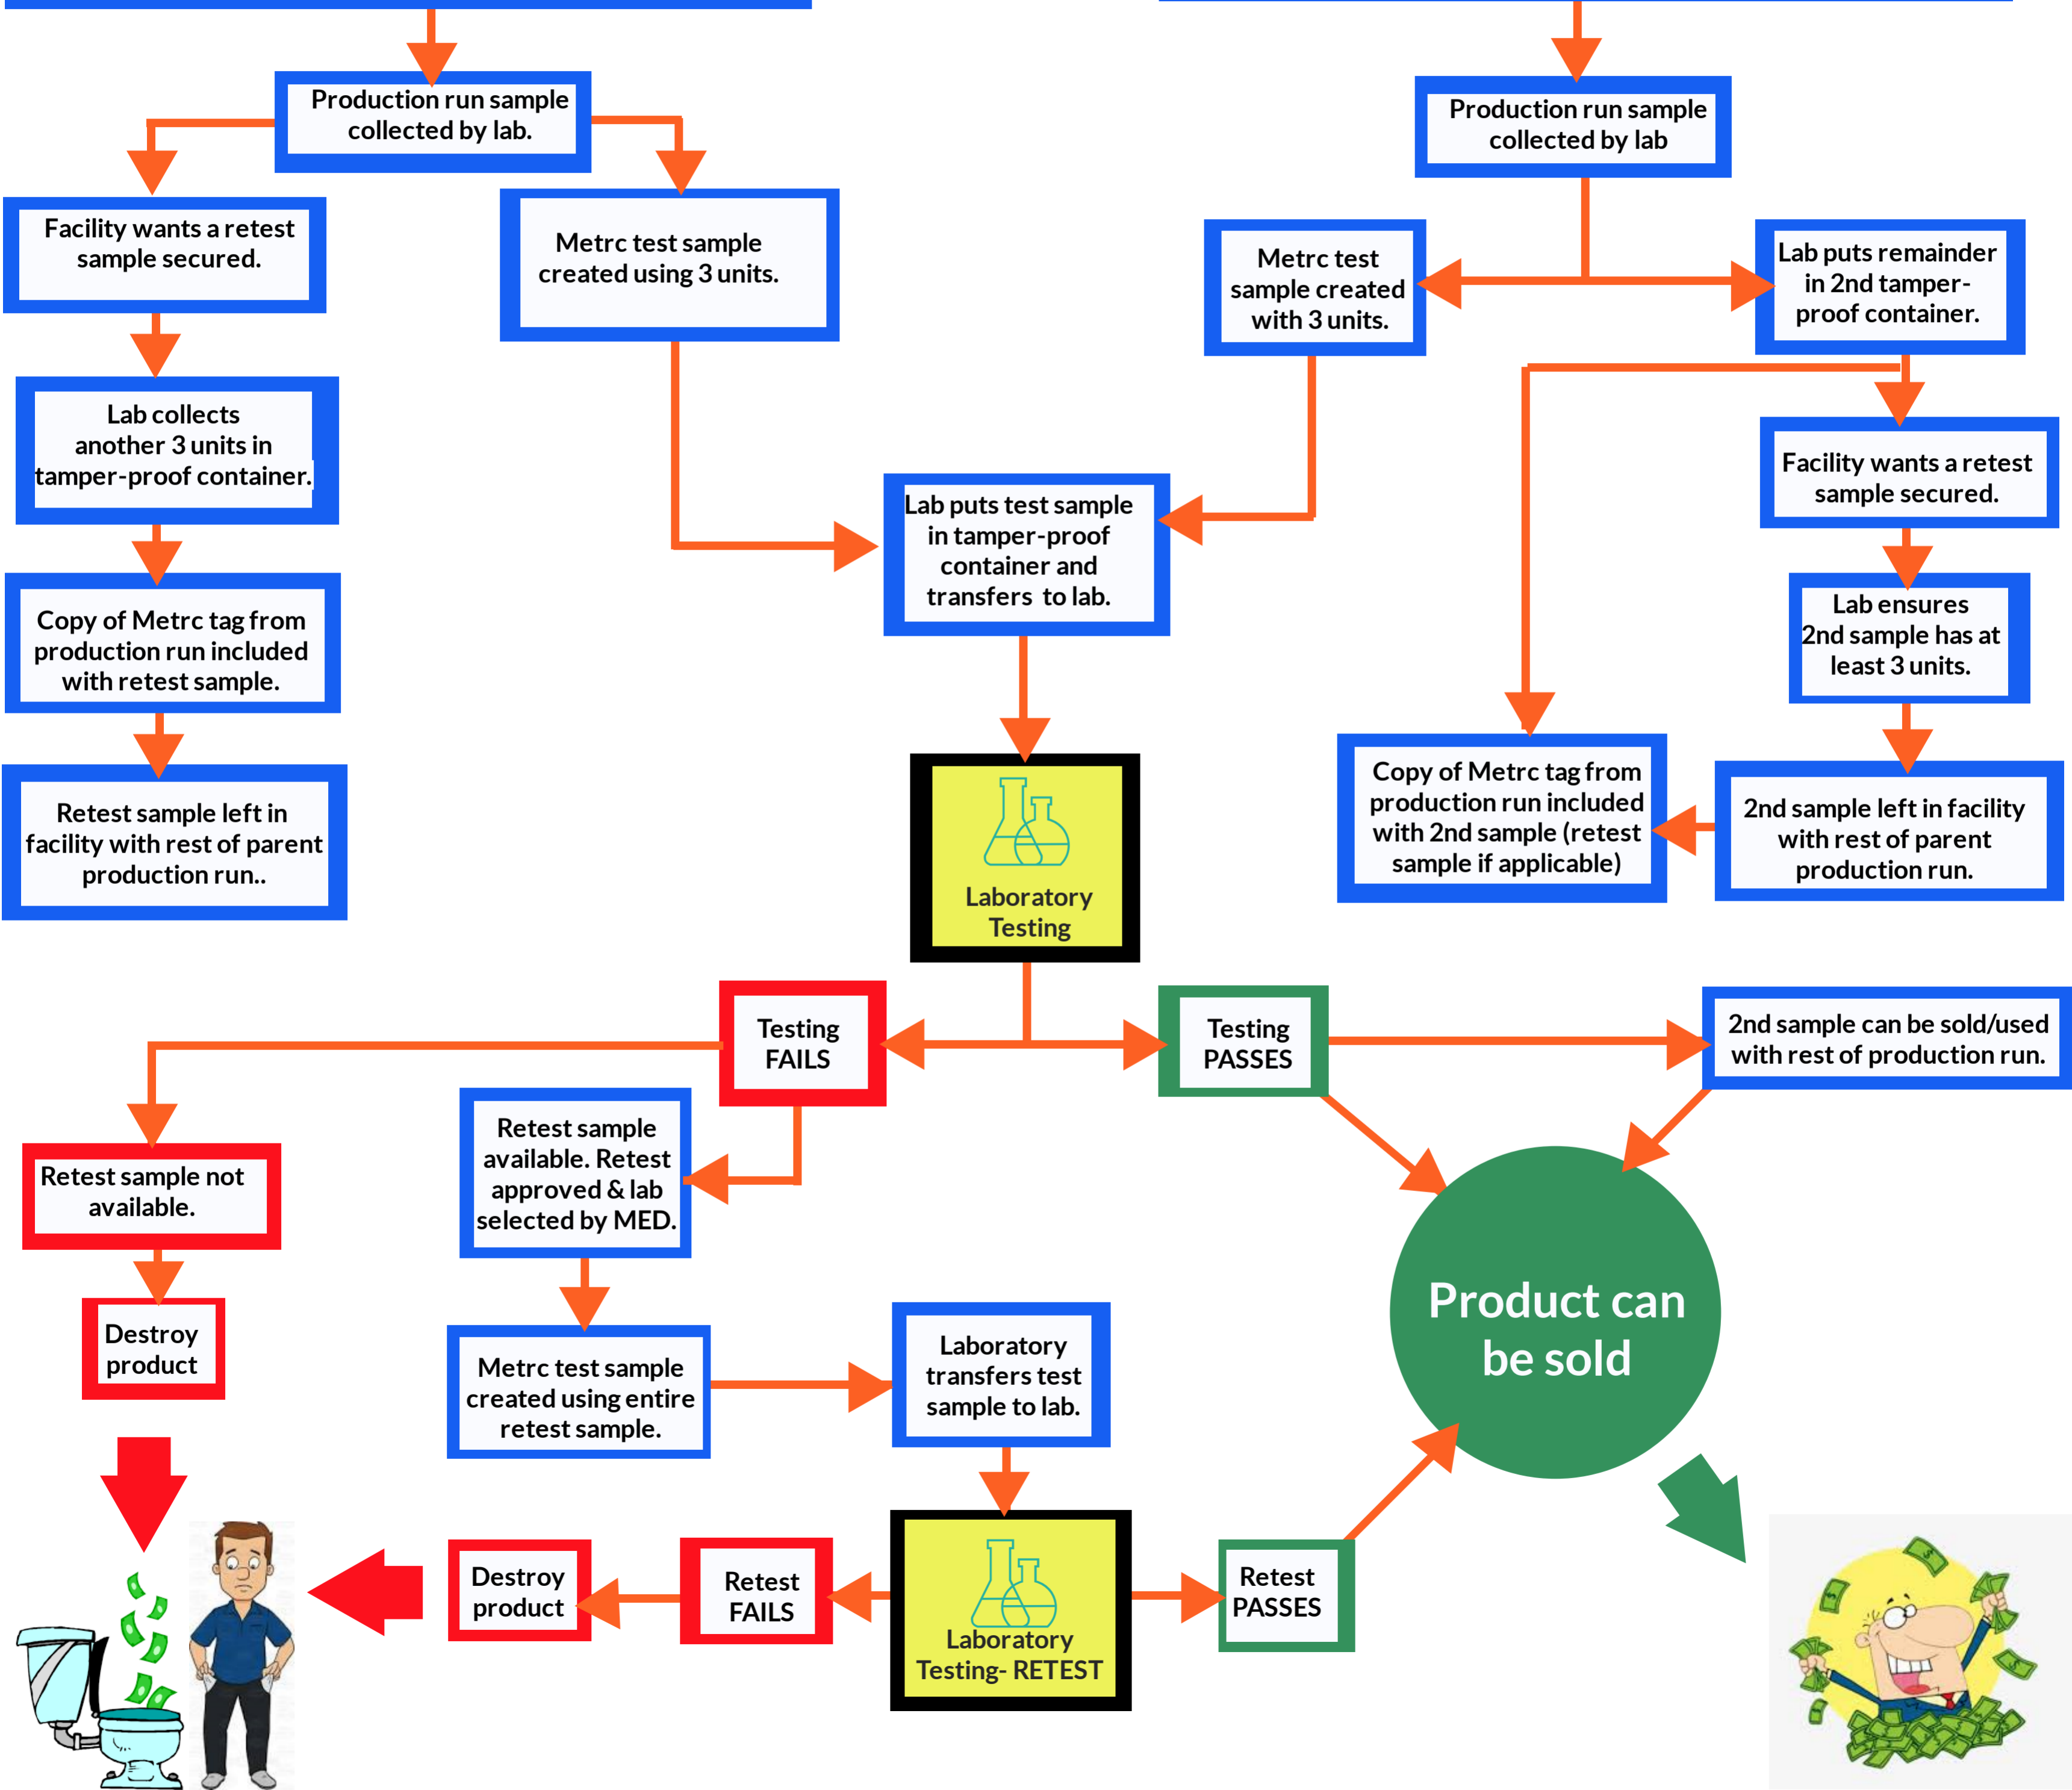 Production run sample
collected by lab.
Production run sample
collected by lab
Facility wants a retest
sample secured.
Metrc test sample
created using 3 units.
Metrc test
sample created
with 3 units.
Lab puts remainder
in 2nd tamper-
proof container.
Lab collects
another 3 units in
tamper-proof container.
Lab puts test sample
in tamper-proof
container and
transfers to lab.
Facility wants a retest
sample secured.
Copy of Metrc tag from
production run included
with retest sample.
Lab ensures
2nd sample has at
least 3 units.
Retest sample left in
facility with rest of parent
production run..
Laboratory
Testing
Copy of Metrc tag from
production run included
with 2nd sample (retest
sample if applicable)
2nd sample left in facility
with rest of parent
production run.
Testing
FAILS
Testing
PASSES
2nd sample can be sold/used
with rest of production run.
Retest sample not
available.
Retest sample
available. Retest
approved & lab
selected by MED.
Destroy
product
Metrc test sample
created using entire
retest sample.
Laboratory
transfers test
sample to lab.
Product can
be sold
Destroy
product
Retest
FAILS
Laboratory
Testing- RETEST
Retest
PASSES